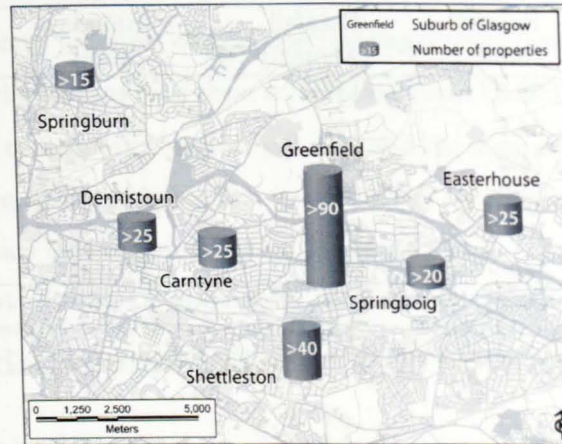 Greenfield Suburb of Glasgow
>15 Number of properties
>15
Springburn
Greenfield
>90
Easterhouse
>25
Dennistoun
>25
Carntyne
>25
Springboig
>20
Shettleston
>40
0 1,250 2,500 5,000
Meters